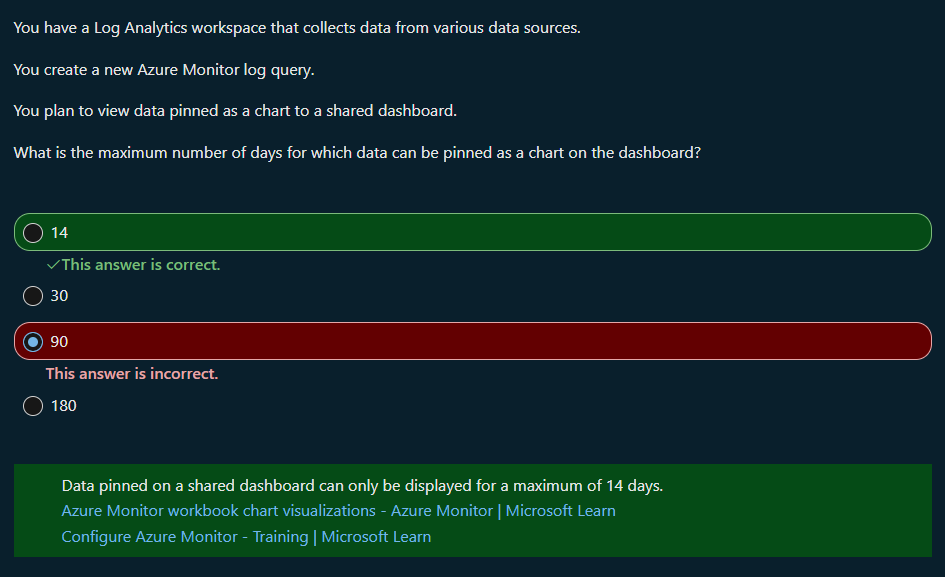 You have a Log Analytics workspace that collects data from various data sources.
You create a new Azure Monitor log query.
You plan to view data pinned as a chart to a shared dashboard.
What is the maximum number of days for which data can be pinned as a chart on the dashboard?
14
✓This answer is correct.
30
90
This answer is incorrect.
180
Data pinned on a shared dashboard can only be displayed for a maximum of 14 days.
Azure Monitor workbook chart visualizations - Azure Monitor | Microsoft Learn
Configure Azure Monitor - Training | Microsoft Learn